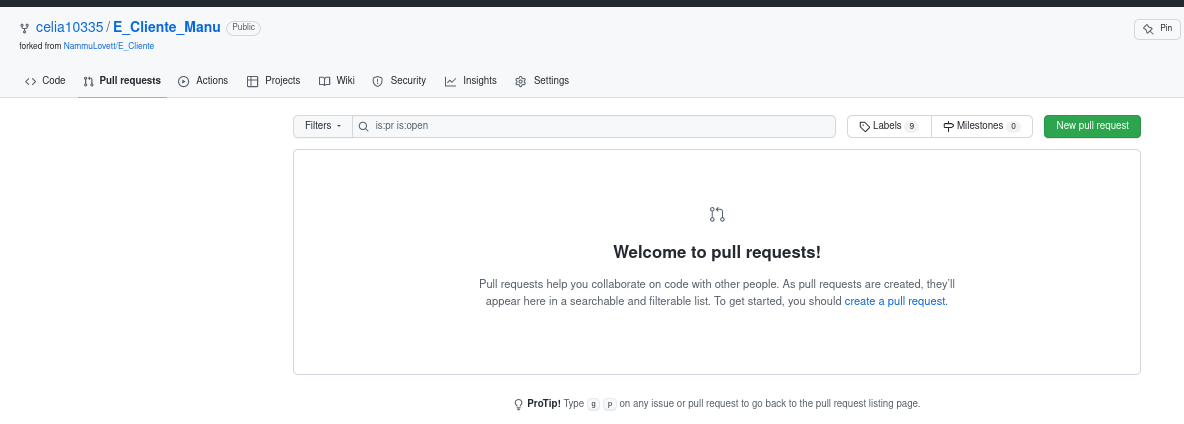 celia10335 / E_Cliente_Manu Public
Pin
forked from NammuLovett/E_Cliente
Code Pull requests Actions Projects Wiki Security Insights Settings
Filters is:pr is:open Labels 9 Milestones 0 New pull request
Welcome to pull requests!
Pull requests help you collaborate on code with other people. As pull requests are created, they'll
appear here in a searchable and filterable list. To get started, you should create a pull request.
ProTip! Type g p on any issue or pull request to go back to the pull request listing page.